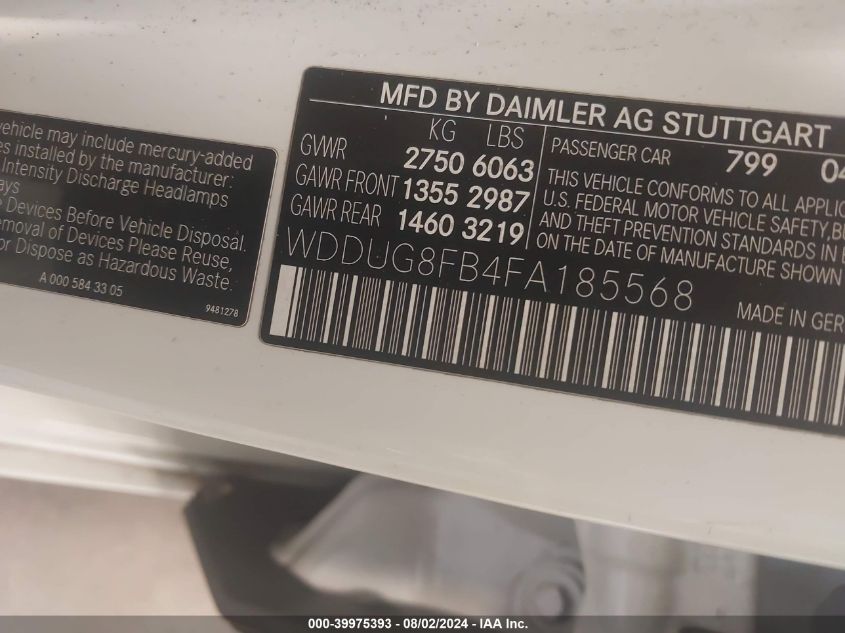 vehicle may include mercury-added
es installed by the manufacturer:
Intensity Discharge Headlamps
ays
Devices Before Vehicle Disposal.
Removal of Devices Please Reuse,
or Dispose as Hazardous Waste.
A 000 584 33 05
9481278
MFD BY DAIMLER AG STUTTGART
KG LBS
GVWR 2750 6063
GAWR FRONT 1355 2987
GAWR REAR 1460 3219
PASSENGER CAR 799 04
THIS VEHICLE CONFORMS TO ALL APPLIC
U.S. FEDERAL MOTOR VEHICLE SAFETY, BU
AND THEFT PREVENTION STANDARDS IN
ON THE DATE OF MANUFACTURE SHOWN
WDDUG8FB4FA185568
MADE IN GER
000-39975393 - 08/02/2024 - IAA Inc.